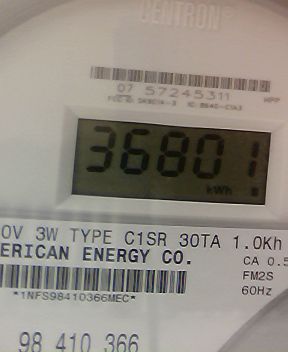 CENTRON®
07 57245311
36801
kWh
0V 3W TYPE C1SR 30TA 1.0Kh
ERICAN ENERGY CO. CA 0.5
FM2S
*1NFS98410366MEC* 60Hz
98 410 366